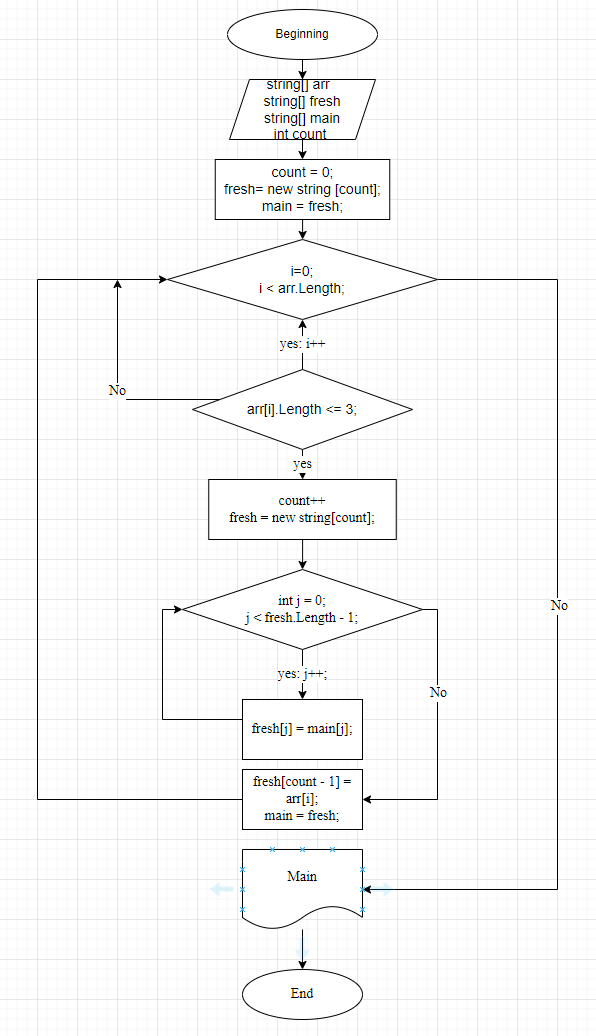 Beginning
string[] arr
string[] fresh
string[] main
int count
count = 0;
fresh= new string [count];
main = fresh;
i=0;
i < arr.Length;
yes: i++
No
arr[i].Length <= 3;
yes
count++
fresh = new string[count];
int j = 0;
j < fresh.Length - 1;
No
yes: j++;
No
fresh[j] = main[j];
fresh[count - 1] =
arr[i];
main = fresh;
Main
End